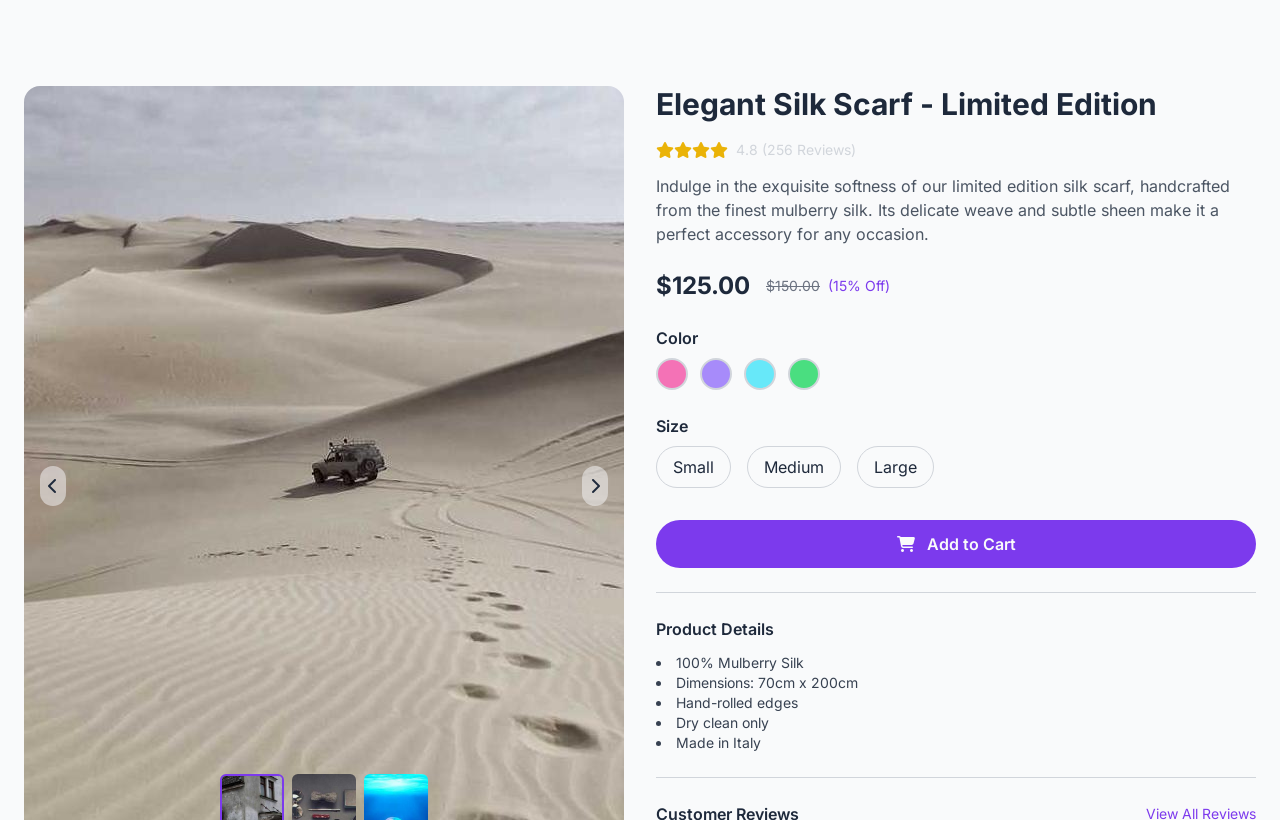 Elegant Silk Scarf - Limited Edition
4.8 (256 Reviews)
Indulge in the exquisite softness of our limited edition silk scarf, handcrafted
from the finest mulberry silk. Its delicate weave and subtle sheen make it a
perfect accessory for any occasion.
$125.00 $150.00 (15% Off)
Color
Size
Small Medium Large
Add to Cart
Product Details
• 100% Mulberry Silk
• Dimensions: 70cm x 200cm
• Hand-rolled edges
• Dry clean only
• Made in Italy
Customer Reviews View All Reviews